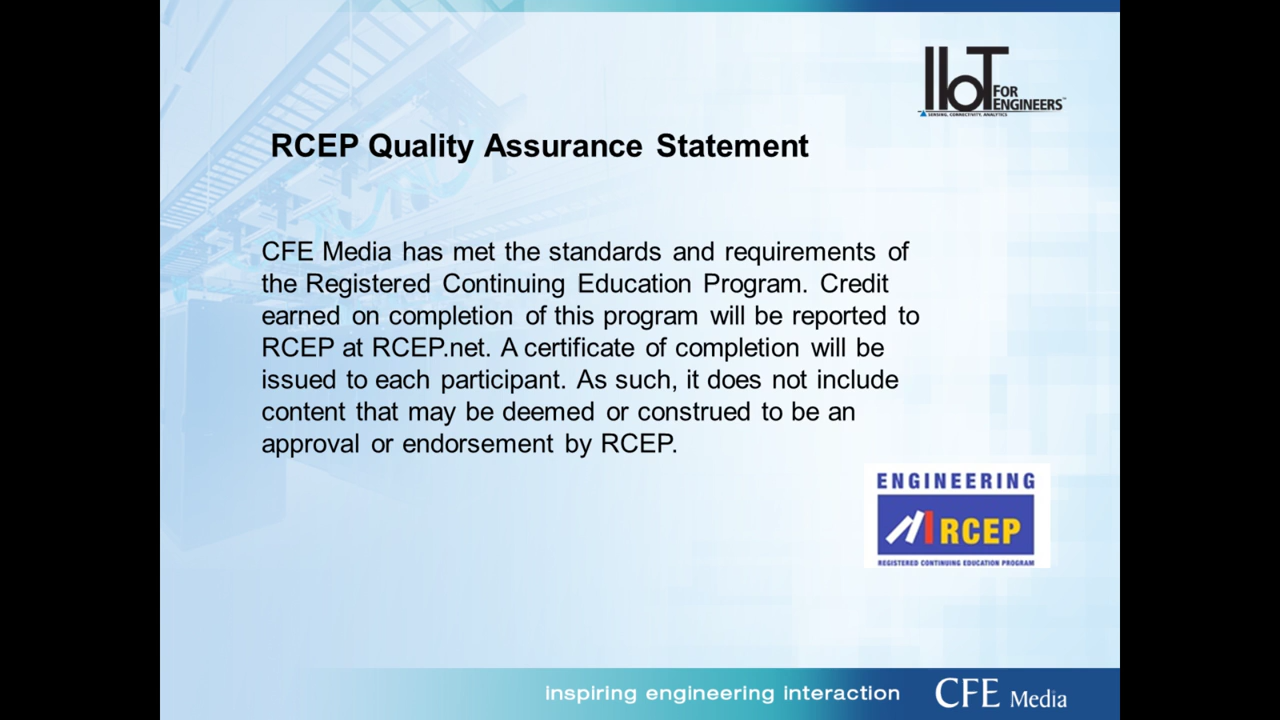 IIoT FOR
ENGINEERS™
SENSING, CONNECTIVITY, ANALYTICS
RCEP Quality Assurance Statement
CFE Media has met the standards and requirements of
the Registered Continuing Education Program. Credit
earned on completion of this program will be reported to
RCEP at RCEP.net. A certificate of completion will be
issued to each participant. As such, it does not include
content that may be deemed or construed to be an
approval or endorsement by RCEP.
ENGINEERING
RCEP
REGISTERED CONTINUING EDUCATION PROGRAM
inspiring engineering interaction
CFE Media